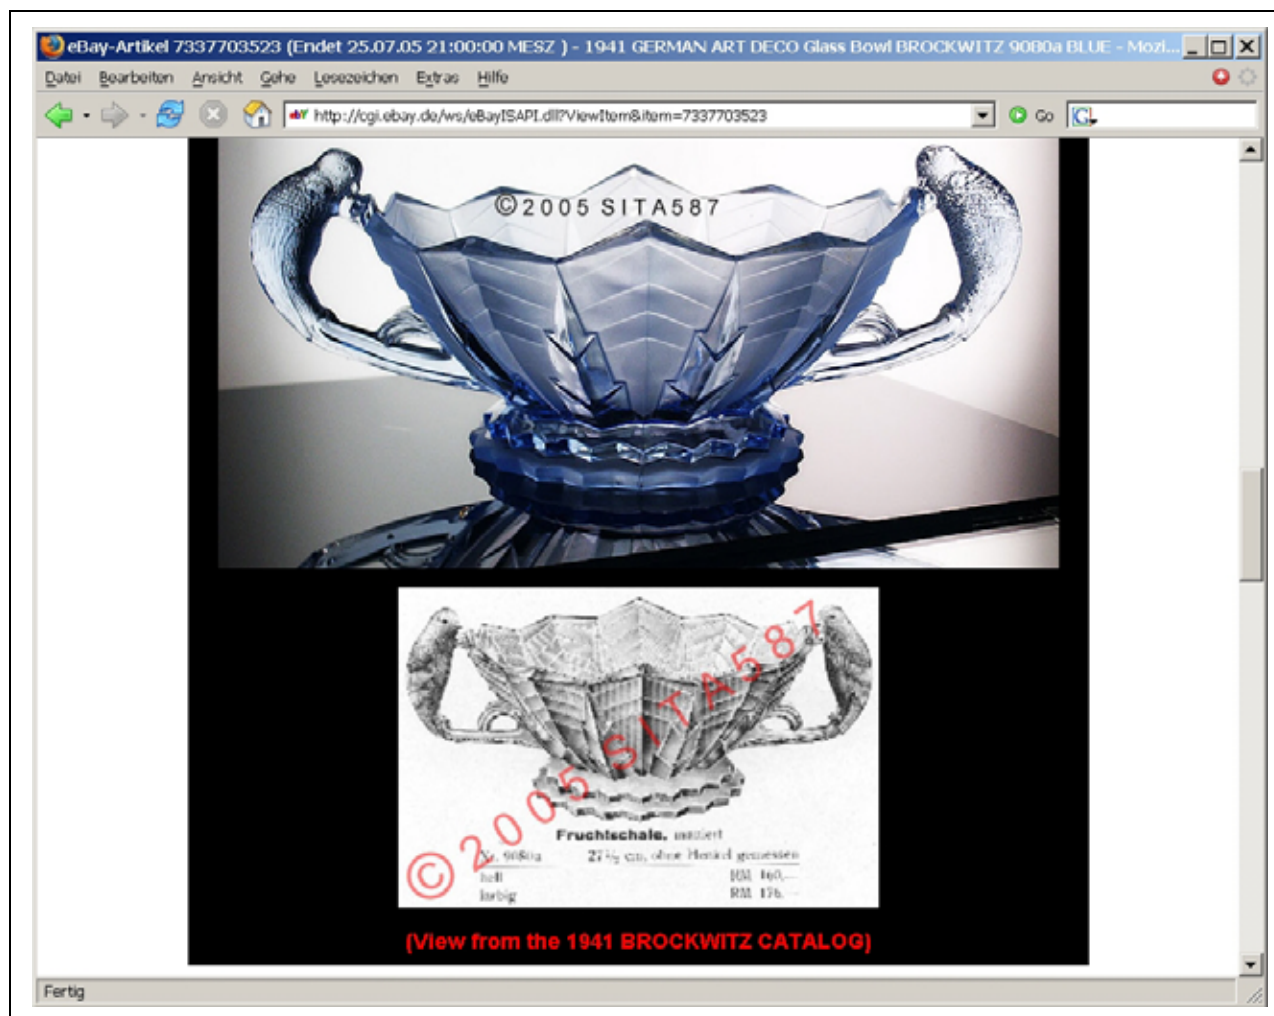 eBay-Artikel 7337703523 (Endet 25.07.05 21:00:00 MESZ ) - 1941 GERMAN ART DECO Glass Bowl BROCKWITZ 9080a BLUE - Mozi...
Datei Bearbeiten Ansicht Gehe Lesezeichen Extras Hilfe
http://cgi.ebay.de/ws/eBayISAPI.dll?ViewItem&item=7337703523 Go G
©2005 SITA587
©2005 SITA587
Fruchtschale, mattiert
Nr. 9080a 27½ cm, ohne Henkel gemessen
hell RM 160,—
farbig RM 176,—
(View from the 1941 BROCKWITZ CATALOG)
Fertig